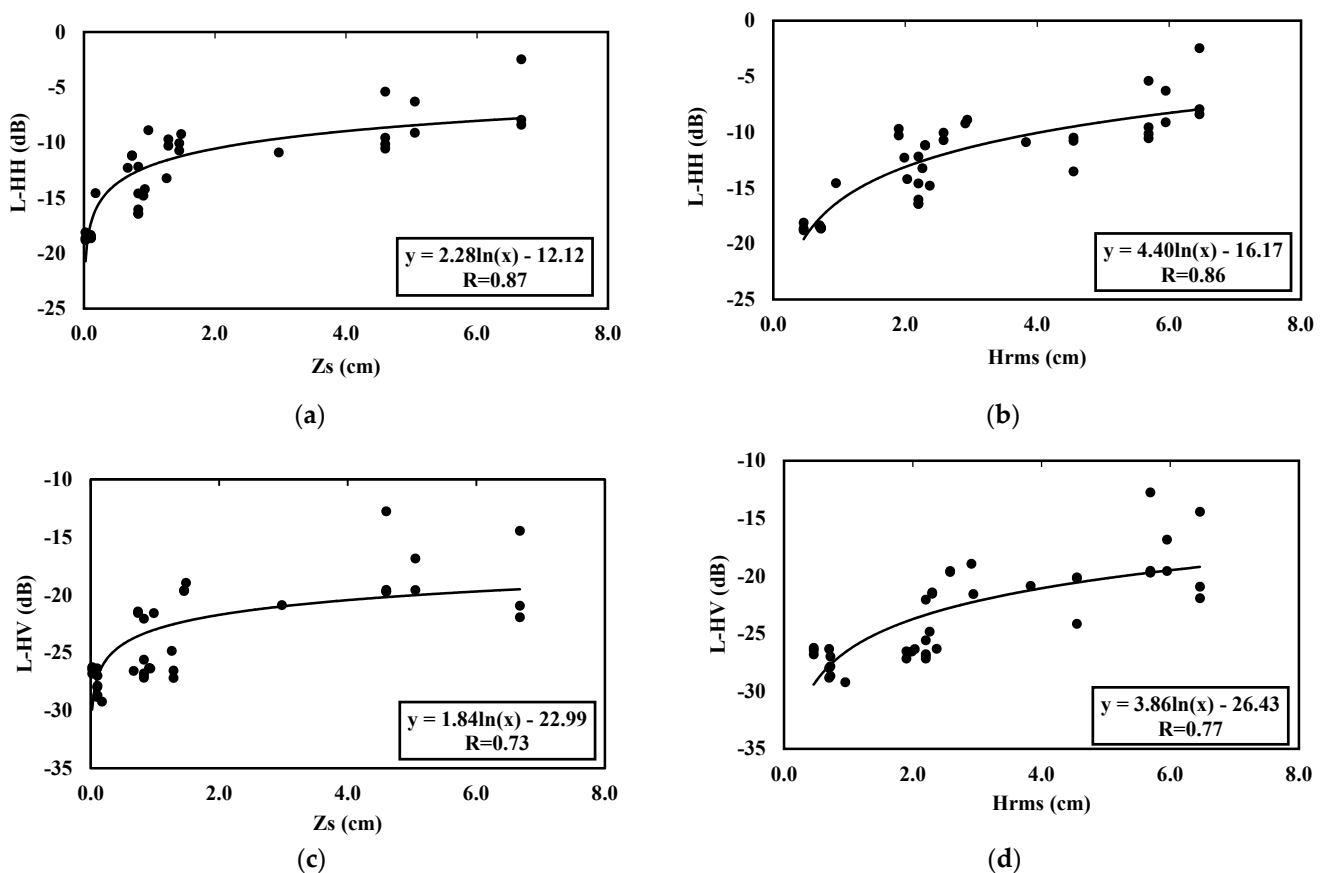 0
-5
-10
-15
-20
-25
L-HH (dB)
y = 2.28ln(x) - 12.12
R=0.87
0.0 2.0 4.0 6.0 8.0
Zs (cm)
(a)
0
-5
-10
-15
-20
-25
L-HH (dB)
y = 4.40ln(x) - 16.17
R=0.86
0.0 2.0 4.0 6.0 8.0
Hrms (cm)
(b)
-10
-15
-20
-25
-30
-35
L-HV (dB)
y = 1.84ln(x) - 22.99
R=0.73
0.0 2.0 4.0 6.0 8.0
Zs (cm)
(c)
-10
-15
-20
-25
-30
-35
L-HV (dB)
y = 3.86ln(x) - 26.43
R=0.77
0.0 2.0 4.0 6.0 8.0
Hrms (cm)
(d)